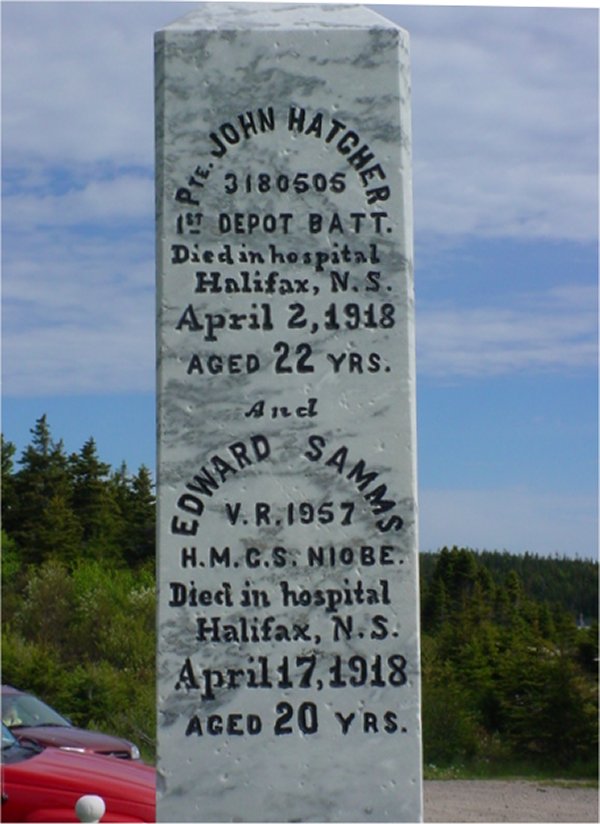 PTE. JOHN HATCHER
3180505
1ST DEPOT BATT.
Died in hospital
Halifax, N.S.
April 2, 1918
AGED 22 YRS.
And
EDWARD SAMMS
V.R. 1957
H.M.C.S. NIOBE.
Died in hospital
Halifax, N.S.
April 17, 1918
AGED 20 YRS.